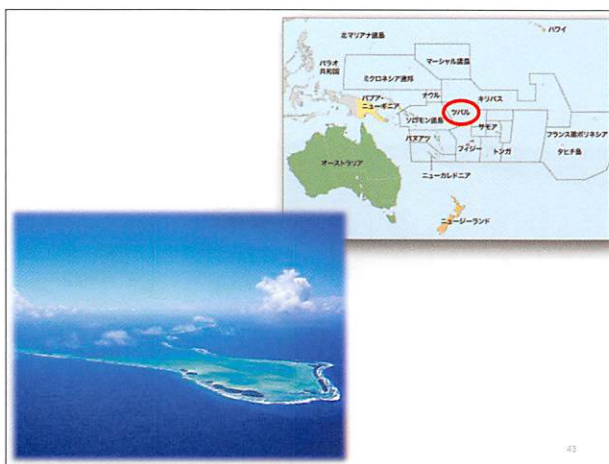 ハワイ
北マリアナ諸島
マーシャル諸島
パラオ
共和国
ミクロネシア連邦
ナウル
キリバス
パプア・
ニューギニア
ツバル
ソロモン諸島
サモア
フランス領ポリネシア
バヌアツ
フィジー
トンガ
タヒチ島
オーストラリア
ニューカレドニア
ニュージーランド
43